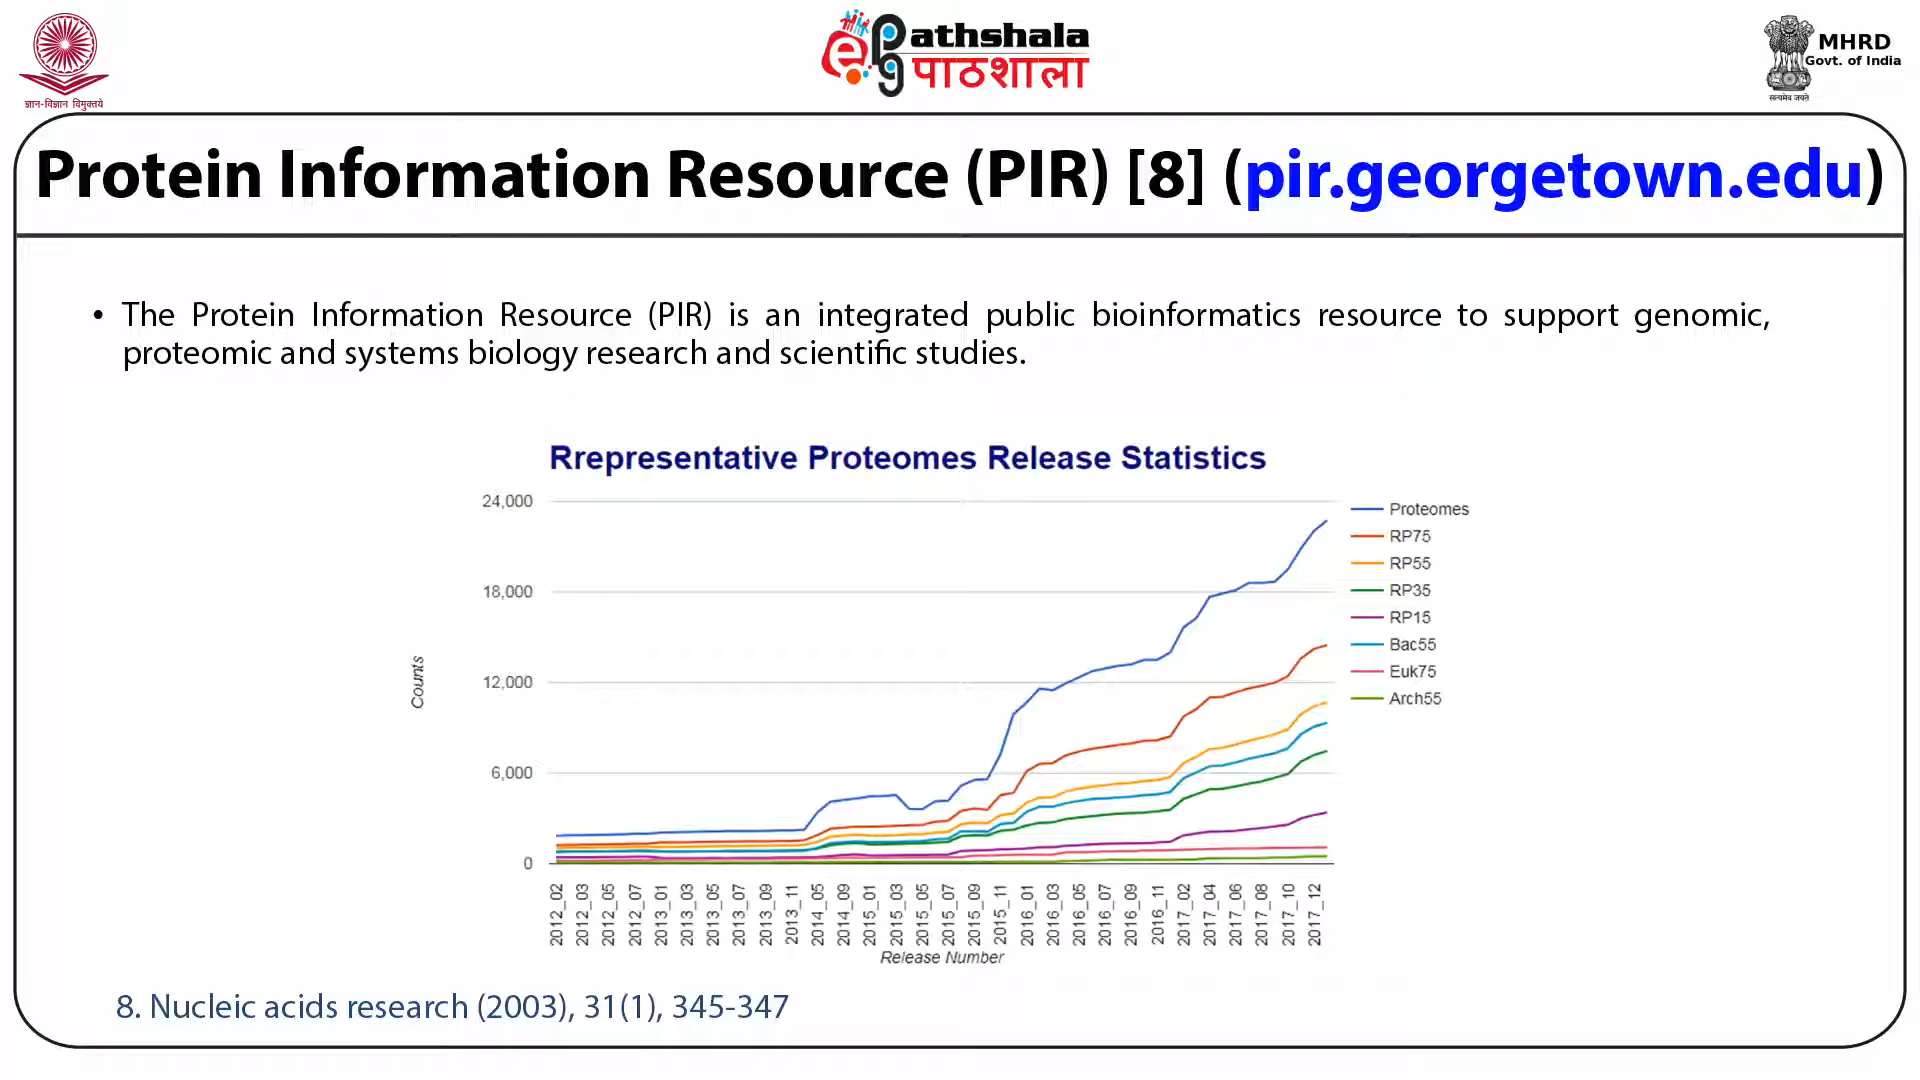 ज्ञान-विज्ञान विमुक्तये
ePathshala
पाठशाला
MHRD
Govt. of India
सत्यमेव जयते
Protein Information Resource (PIR) [8] (pir.georgetown.edu)
• The Protein Information Resource (PIR) is an integrated public bioinformatics resource to support genomic,
proteomic and systems biology research and scientific studies.
Rrepresentative Proteomes Release Statistics
24,000
18,000
12,000
6,000
0
Counts
Proteomes
RP75
RP55
RP35
RP15
Bac55
Euk75
Arch55
2012_02
2012_03
2012_05
2012_07
2013_01
2013_03
2013_05
2013_07
2013_09
2013_11
2014_05
2014_09
2015_01
2015_03
2015_05
2015_07
2015_09
2015_11
2016_01
2016_03
2016_05
2016_07
2016_09
2016_11
2017_02
2017_04
2017_06
2017_08
2017_10
2017_12
Release Number
8. Nucleic acids research (2003), 31(1), 345-347